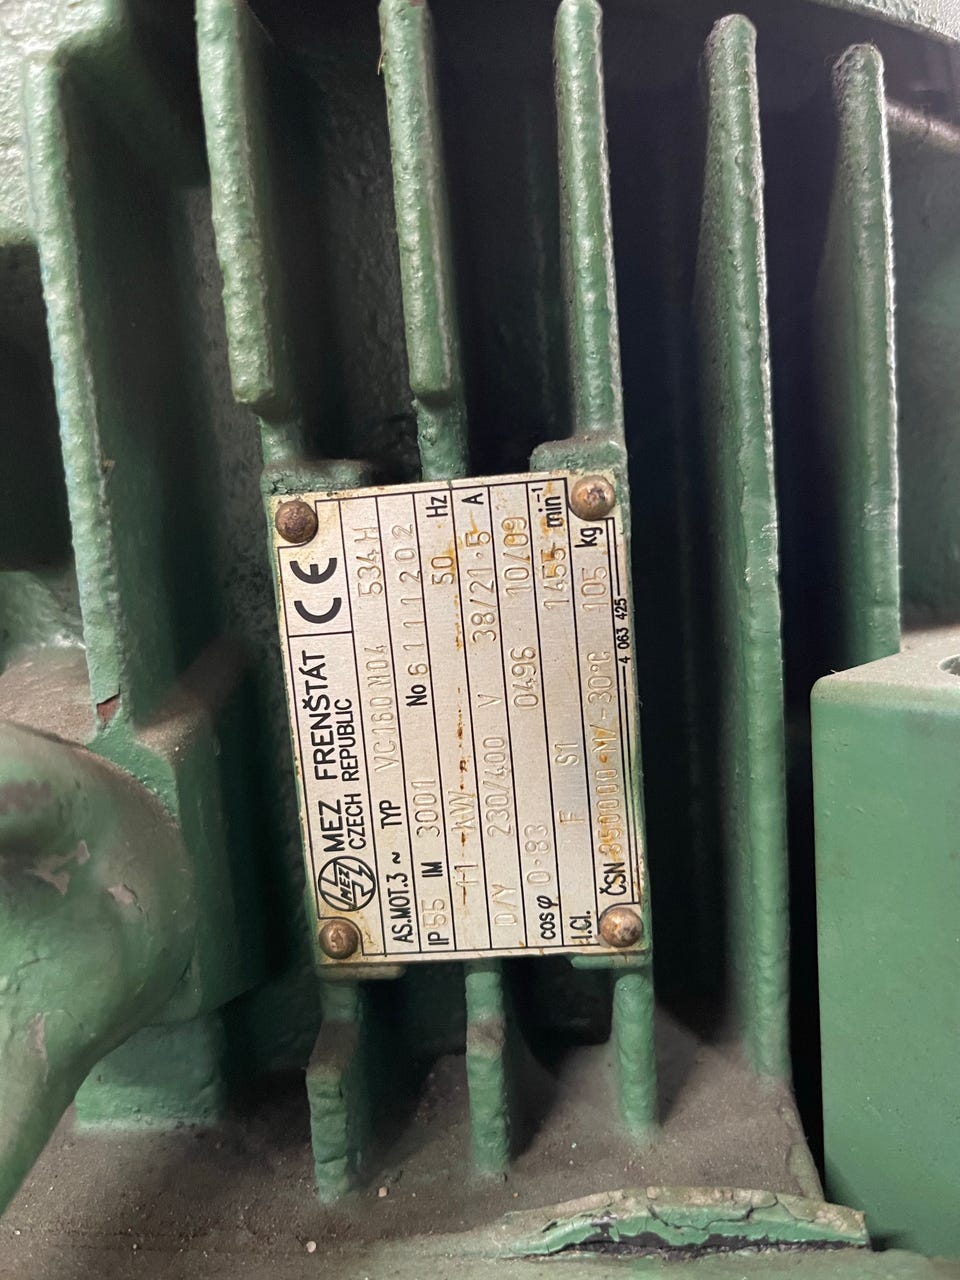 MEZ MEZ FRENŠTÁT CE
CZECH REPUBLIC
AS.MOT.3 ~ TYP VC160M04 534H
IP 55 IM 3001 No 6111202
11 kW 50 Hz
D/Y 230/400 V 38/21.5 A
cos φ 0.83 0496 10/09
I.Cl. F S1 1455 min⁻¹
ČSN 350000 M/-30°C 105 kg
4 063 425